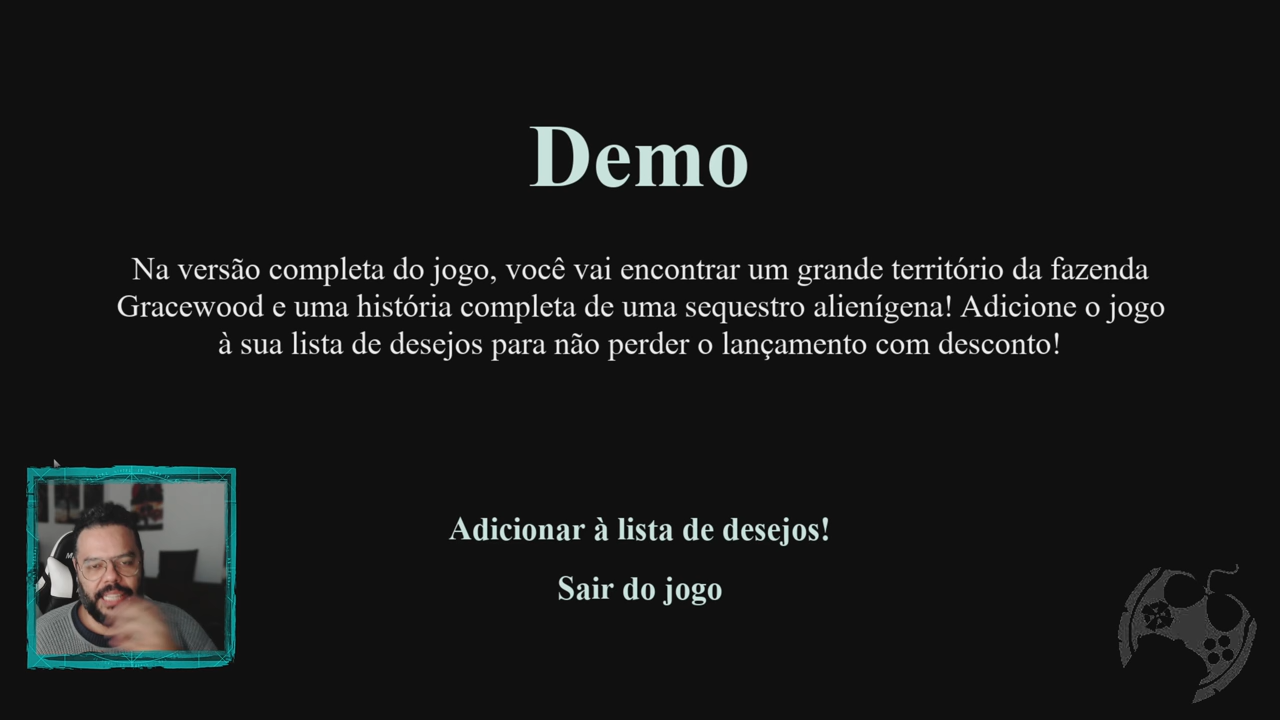 Demo
Na versão completa do jogo, você vai encontrar um grande território da fazenda
Gracewood e uma história completa de uma sequestro alienígena! Adicione o jogo
à sua lista de desejos para não perder o lançamento com desconto!
Adicionar à lista de desejos!
Sair do jogo